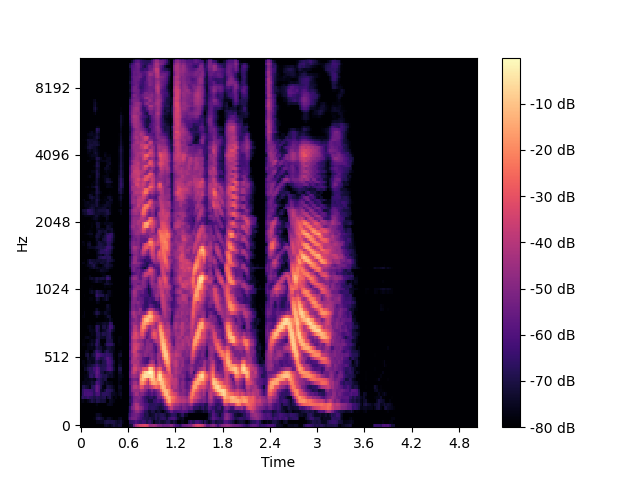 8192
4096
2048
1024
512
0
Hz
0 0.6 1.2 1.8 2.4 3 3.6 4.2 4.8
Time
-10 dB
-20 dB
-30 dB
-40 dB
-50 dB
-60 dB
-70 dB
-80 dB